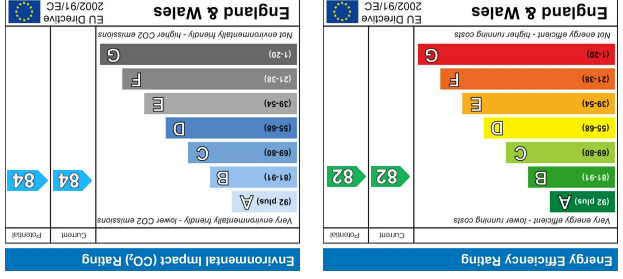 Energy Efficiency Rating
Current Potential
Very energy efficient - lower running costs
(92 plus) A
(81-91) B
(69-80) C
(55-68) D
(39-54) E
(21-38) F
(1-20) G
82 82
Not energy efficient - higher running costs
England & Wales
EU Directive
2002/91/EC
Environmental Impact (CO₂) Rating
Current Potential
Very environmentally friendly - lower CO2 emissions
(92 plus) A
(81-91) B
(69-80) C
(55-68) D
(39-54) E
(21-38) F
(1-20) G
84 84
Not environmentally friendly - higher CO2 emissions
England & Wales
EU Directive
2002/91/EC